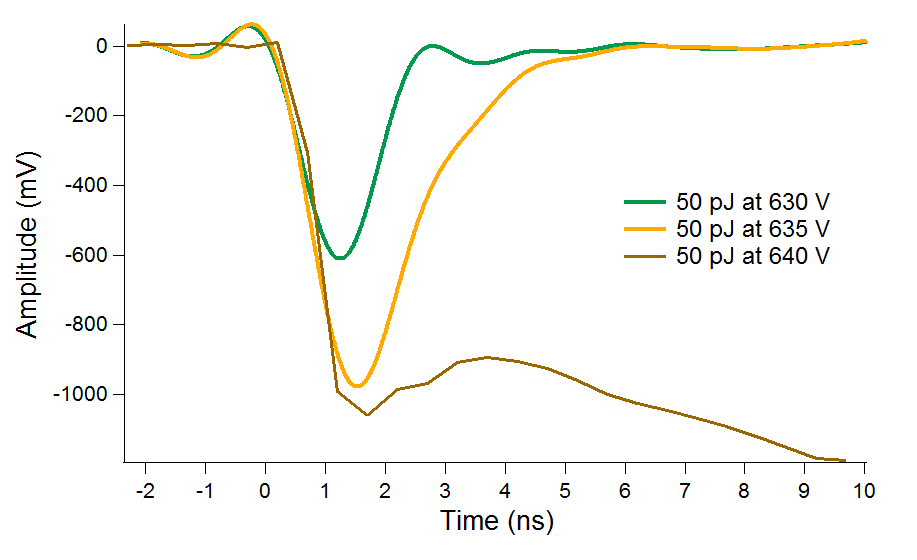 0
-200
-400
-600
-800
-1000
Amplitude (mV)
50 pJ at 630 V
50 pJ at 635 V
50 pJ at 640 V
-2 -1 0 1 2 3 4 5 6 7 8 9 10
Time (ns)